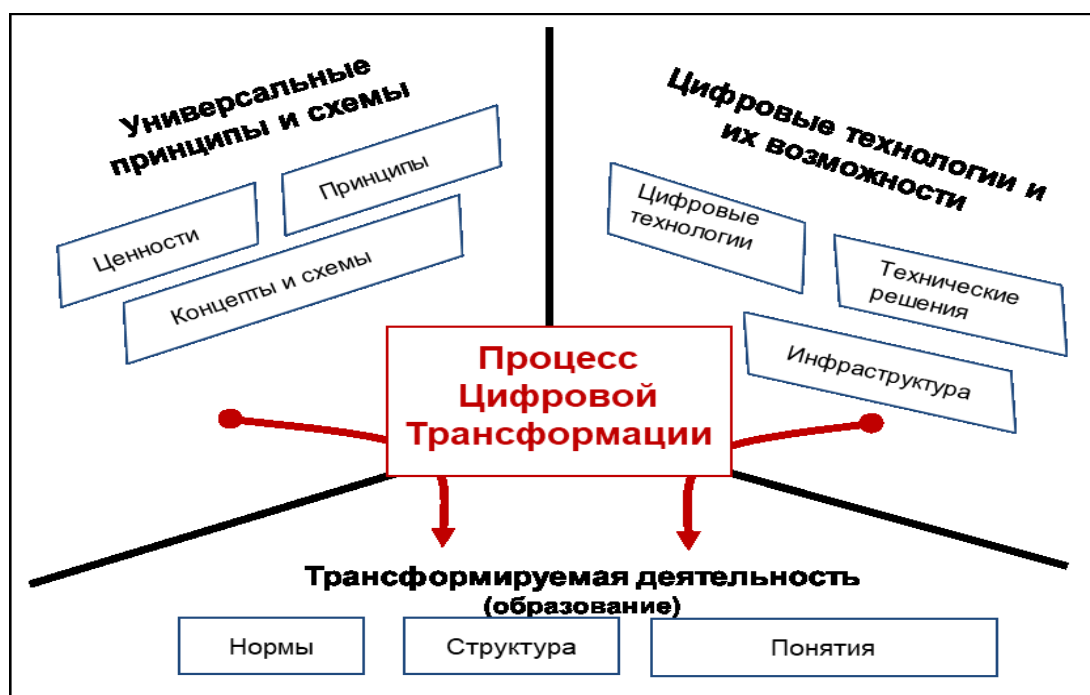 Универсальные
принципы и схемы
Принципы
Ценности
Концепты и схемы
Цифровые технологии и
их возможности
Цифровые
технологии
Технические
решения
Инфраструктура
Процесс
Цифровой
Трансформации
Трансформируемая деятельность
(образование)
Нормы
Структура
Понятия